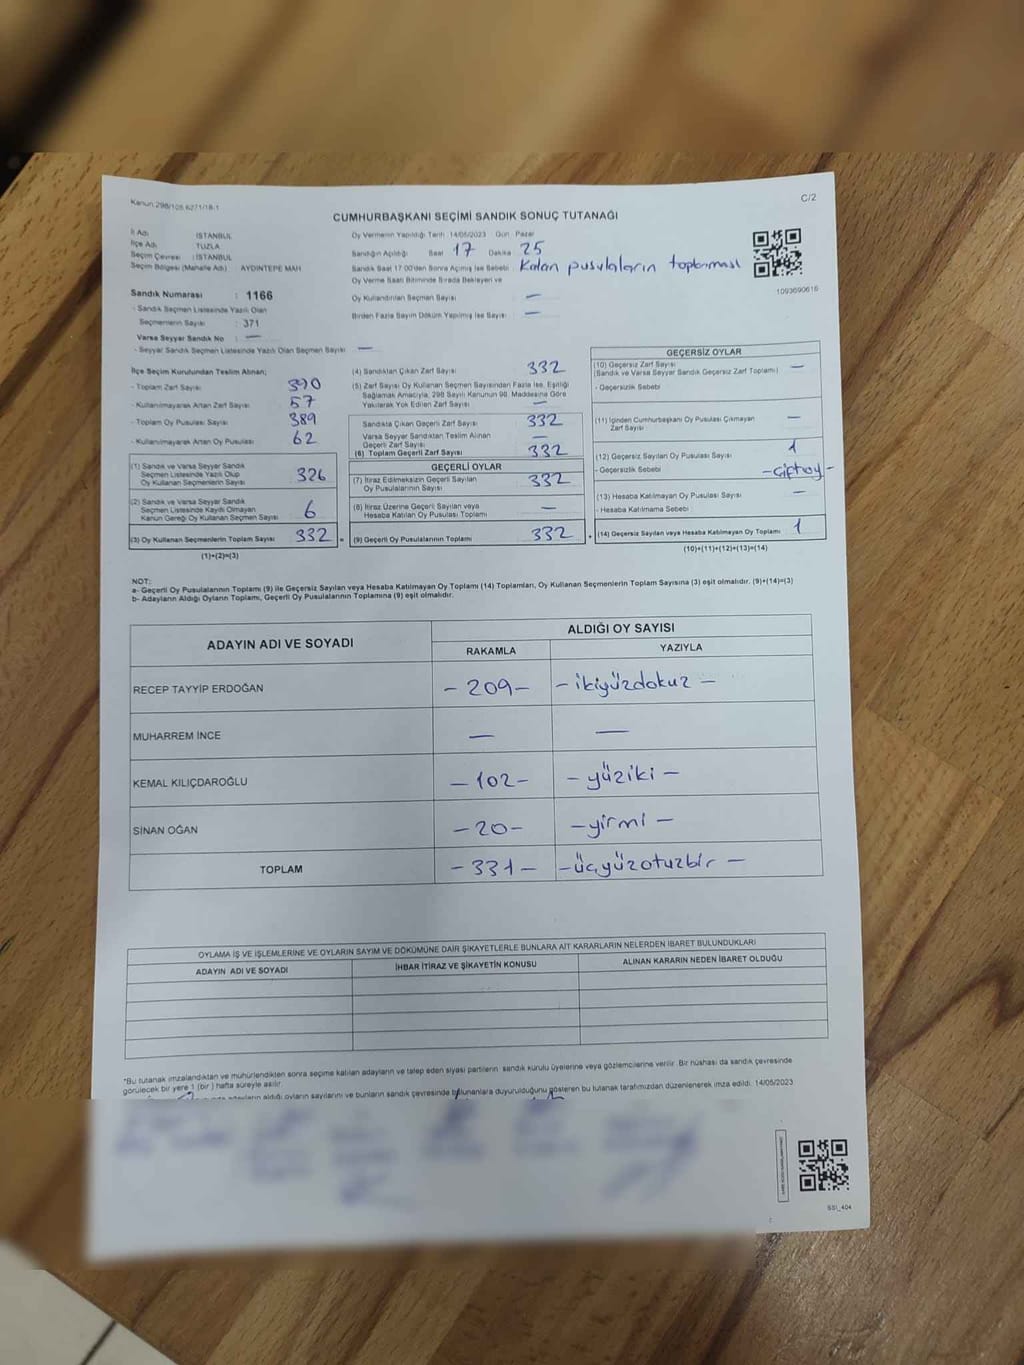 Kanun 298/105 6271/18-1
C/2
CUMHURBAŞKANI SEÇİMİ SANDIK SONUÇ TUTANAĞI
İl Adı : İSTANBUL
İlçe Adı : TUZLA
Seçim Çevresi : İSTANBUL
Seçim Bölgesi (Mahalle Adı) AYDINTEPE MAH
Sandık Numarası : 1166
- Sandık Seçmen Listesinde Yazılı Olan
Seçmenlerin Sayısı : 371
Varsa Seyyar Sandık No : —
- Seyyar Sandık Seçmen Listesinde Yazılı Olan Seçmen Sayısı —
Oy Vermenin Yapıldığı Tarih 14/05/2023 Gün Pazar
Sandığın Açıldığı Saat 17 Dakika 25
Sandık Saat 17.00'den Sonra Açılmış İse Sebebi : Kalan pusulaların toplanması
Oy Verme Saati Bitiminde Sırada Bekleyen ve
Oy Kullandırılan Seçmen Sayısı —
Birden Fazla Sayım Döküm Yapılmış İse Sayısı —
1093690616
İlçe Seçim Kurulundan Teslim Alınan;
- Toplam Zarf Sayısı 390
- Kullanılmayarak Artan Zarf Sayısı 57
- Toplam Oy Pusulası Sayısı 389
- Kullanılmayarak Artan Oy Pusulası 62
(1) Sandık ve Varsa Seyyar Sandık
Seçmen Listesinde Yazılı Olup
Oy Kullanan Seçmenlerin Sayısı 326
(2) Sandık ve Varsa Seyyar Sandık
Seçmen Listesinde Kayıtlı Olmayan
Kanun Gereği Oy Kullanan Seçmen Sayısı 6
(3) Oy Kullanan Seçmenlerin Toplam Sayısı 332 =
(1)+(2)=(3)
(4) Sandıktan Çıkan Zarf Sayısı 332
(5) Zarf Sayısı Oy Kullanan Seçmen Sayısından Fazla İse, Eşitliği
Sağlamak Amacıyla, 298 Sayılı Kanunun 98. Maddesine Göre
Yakılarak Yok Edilen Zarf Sayısı —
Sandıkta Çıkan Geçerli Zarf Sayısı 332
Varsa Seyyar Sandıktan Teslim Alınan
Geçerli Zarf Sayısı —
(6) Toplam Geçerli Zarf Sayısı 332
GEÇERLİ OYLAR
(7) İtiraz Edilmeksizin Geçerli Sayılan
Oy Pusulalarının Sayısı 332
(8) İtiraz Üzerine Geçerli Sayılan veya
Hesaba Katılan Oy Pusulası Toplamı —
(9) Geçerli Oy Pusulalarının Toplamı 332 +
GEÇERSİZ OYLAR
(10) Geçersiz Zarf Sayısı
(Sandık ve Varsa Seyyar Sandık Geçersiz Zarf Toplamı) —
- Geçersizlik Sebebi
(11) İçinden Cumhurbaşkanı Oy Pusulası Çıkmayan
Zarf Sayısı —
(12) Geçersiz Sayılan Oy Pusulası Sayısı 1
- Geçersizlik Sebebi - çift oy -
(13) Hesaba Katılmayan Oy Pusulası Sayısı —
- Hesaba Katılmama Sebebi
(14) Geçersiz Sayılan veya Hesaba Katılmayan Oy Toplamı 1
(10)+(11)+(12)+(13)=(14)
NOT:
a- Geçerli Oy Pusulalarının Toplamı (9) ile Geçersiz Sayılan veya Hesaba Katılmayan Oy Toplamı (14) Toplamları, Oy Kullanan Seçmenlerin Toplam Sayısına (3) eşit olmalıdır. (9)+(14)=(3)
b- Adayların Aldığı Oyların Toplamı, Geçerli Oy Pusulalarının Toplamına (9) eşit olmalıdır.
ADAYIN ADI VE SOYADI
ALDIĞI OY SAYISI
RAKAMLA YAZIYLA
RECEP TAYYİP ERDOĞAN - 209 - - ikiyüzdokuz -
MUHARREM İNCE — —
KEMAL KILIÇDAROĞLU - 102 - - yüziki -
SİNAN OĞAN - 20 - - yirmi -
TOPLAM - 331 - - üçyüzotuzbir -
OYLAMA İŞ VE İŞLEMLERİNE VE OYLARIN SAYIM VE DÖKÜMÜNE DAİR ŞİKAYETLERLE BUNLARA AİT KARARLARIN NELERDEN İBARET BULUNDUKLARI
ADAYIN ADI VE SOYADI İHBAR İTİRAZ VE ŞİKAYETİN KONUSU ALINAN KARARIN NEDEN İBARET OLDUĞU
*Bu tutanak imzalandıktan ve mühürlendikten sonra seçime katılan adayların ve talep eden siyasi partilerin sandık kurulu üyelerine veya gözlemcilerine verilir. Bir nüshası da sandık çevresinde
görülecek bir yere 1 (bir) hafta süreyle asılır
adayların aldığı oyların sayılarını ve bunların sandık çevresinde bulunanlara duyurulduğunu gösteren bu tutanak tarafımızdan düzenlenerek imza edildi. 14/05/2023
SSI_404